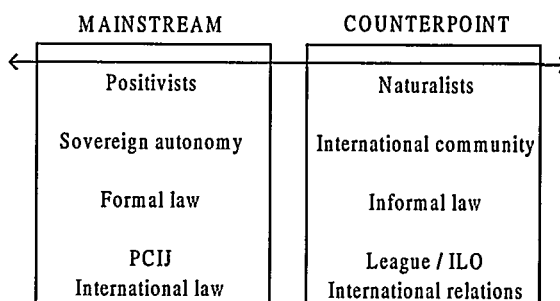 MAINSTREAM
COUNTERPOINT
Positivists
Naturalists
Sovereign autonomy
International community
Formal law
Informal law
PCIJ
League / ILO
International law
International relations